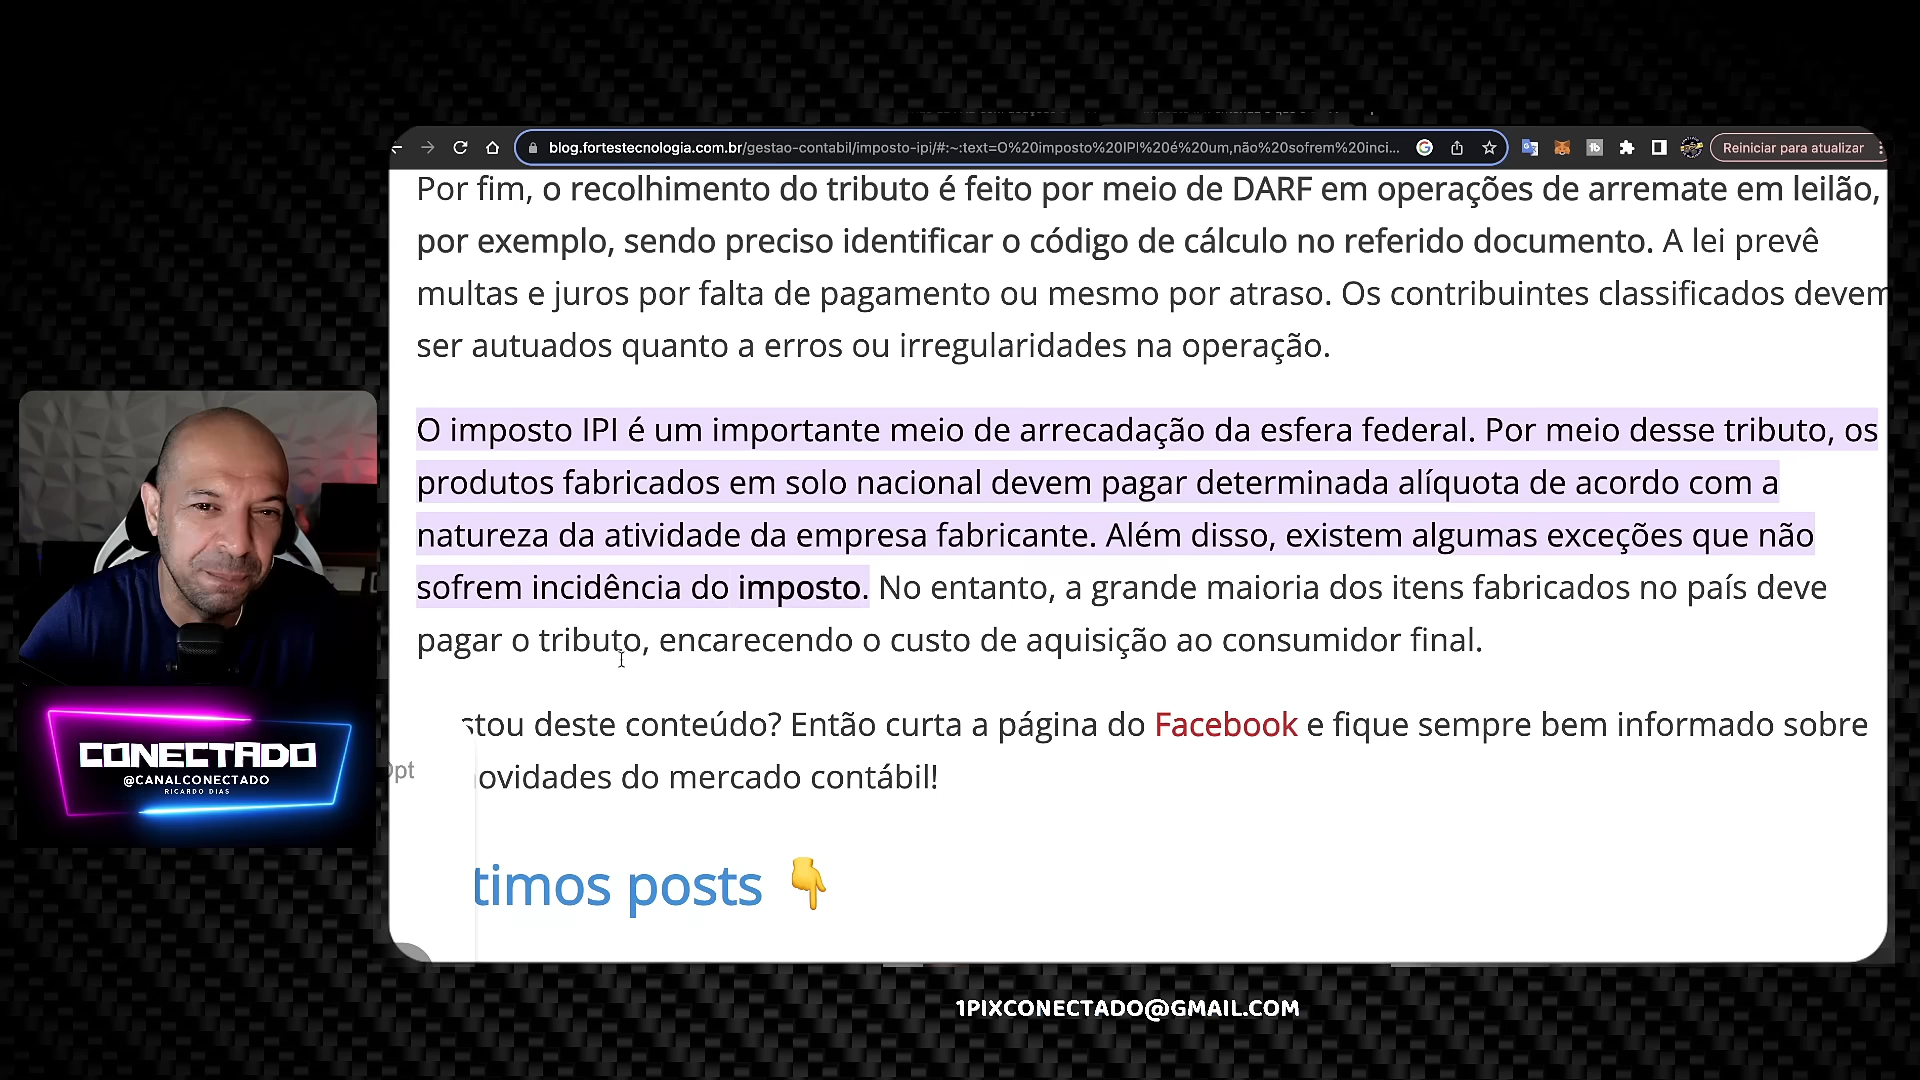 blog.fortestecnologia.com.br/gestao-contabil/imposto-ipi/#:~:text=O%20imposto%20IPI%20é%20um,não%20sofrem%20inci...
Reiniciar para atualizar
Por fim, o recolhimento do tributo é feito por meio de DARF em operações de arremate em leilão,
por exemplo, sendo preciso identificar o código de cálculo no referido documento. A lei prevê
multas e juros por falta de pagamento ou mesmo por atraso. Os contribuintes classificados devem
ser autuados quanto a erros ou irregularidades na operação.
O imposto IPI é um importante meio de arrecadação da esfera federal. Por meio desse tributo, os
produtos fabricados em solo nacional devem pagar determinada alíquota de acordo com a
natureza da atividade da empresa fabricante. Além disso, existem algumas exceções que não
sofrem incidência do imposto. No entanto, a grande maioria dos itens fabricados no país deve
pagar o tributo, encarecendo o custo de aquisição ao consumidor final.
stou deste conteúdo? Então curta a página do Facebook e fique sempre bem informado sobre
ovidades do mercado contábil!
timos posts
CONECTADO
@CANALCONECTADO
RICARDO DIAS
1PIXCONECTADO@GMAIL.COM